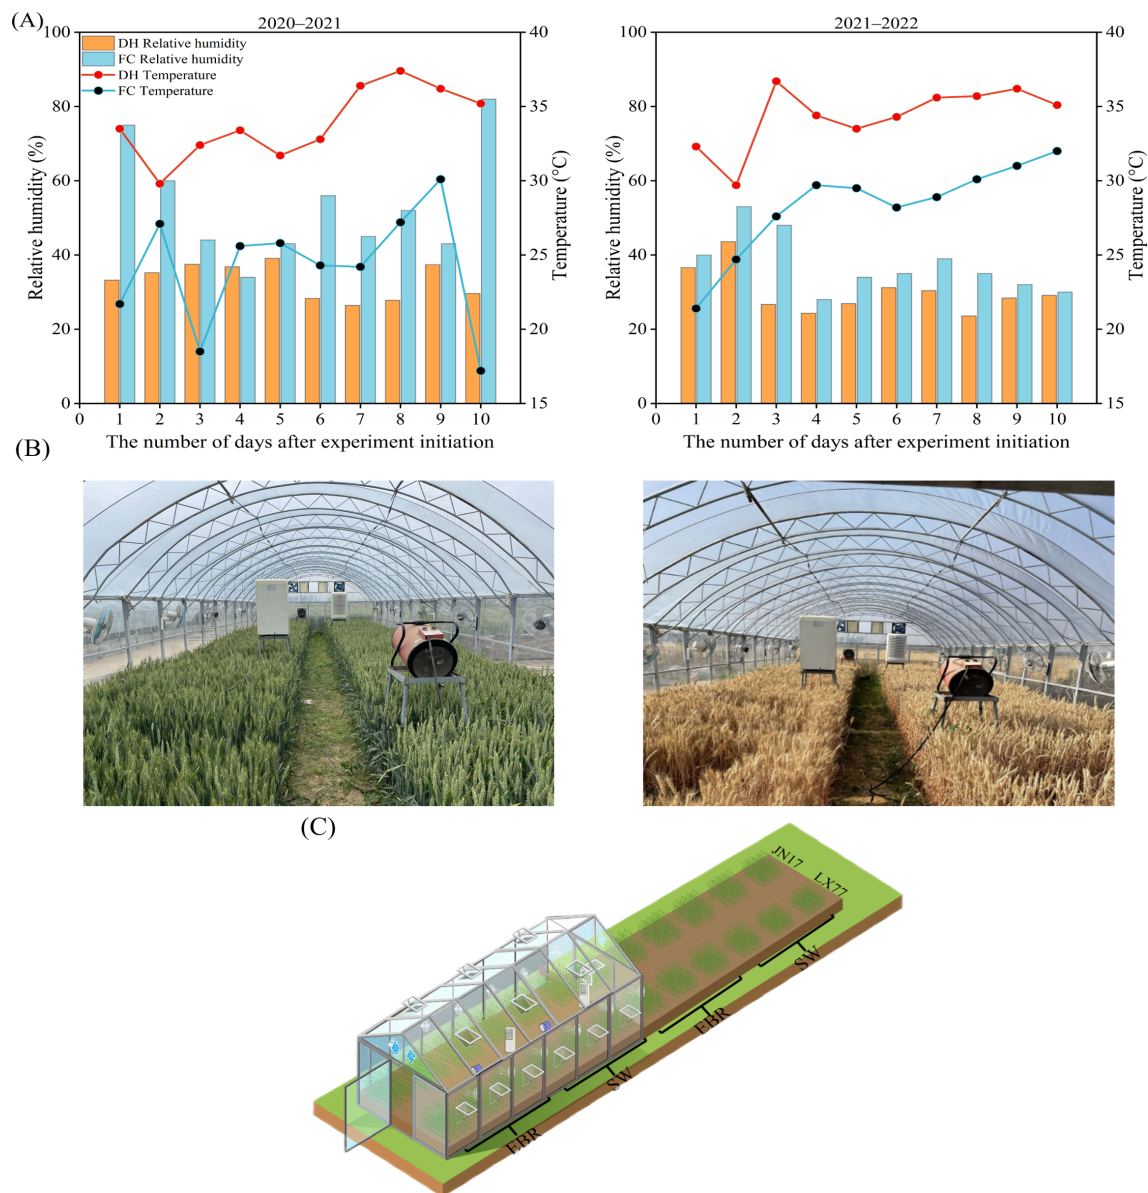 (A)
2020–2021
2021–2022
DH Relative humidity
FC Relative humidity
DH Temperature
FC Temperature
100
80
60
40
20
0
Relative humidity (%)
40
35
30
25
20
15
Temperature (°C)
0 1 2 3 4 5 6 7 8 9 10
The number of days after experiment initiation
100
80
60
40
20
0
Relative humidity (%)
40
35
30
25
20
15
Temperature (°C)
0 1 2 3 4 5 6 7 8 9 10
The number of days after experiment initiation
(B)
(C)
JN17
LX77
SW
EBR
SW
EBR